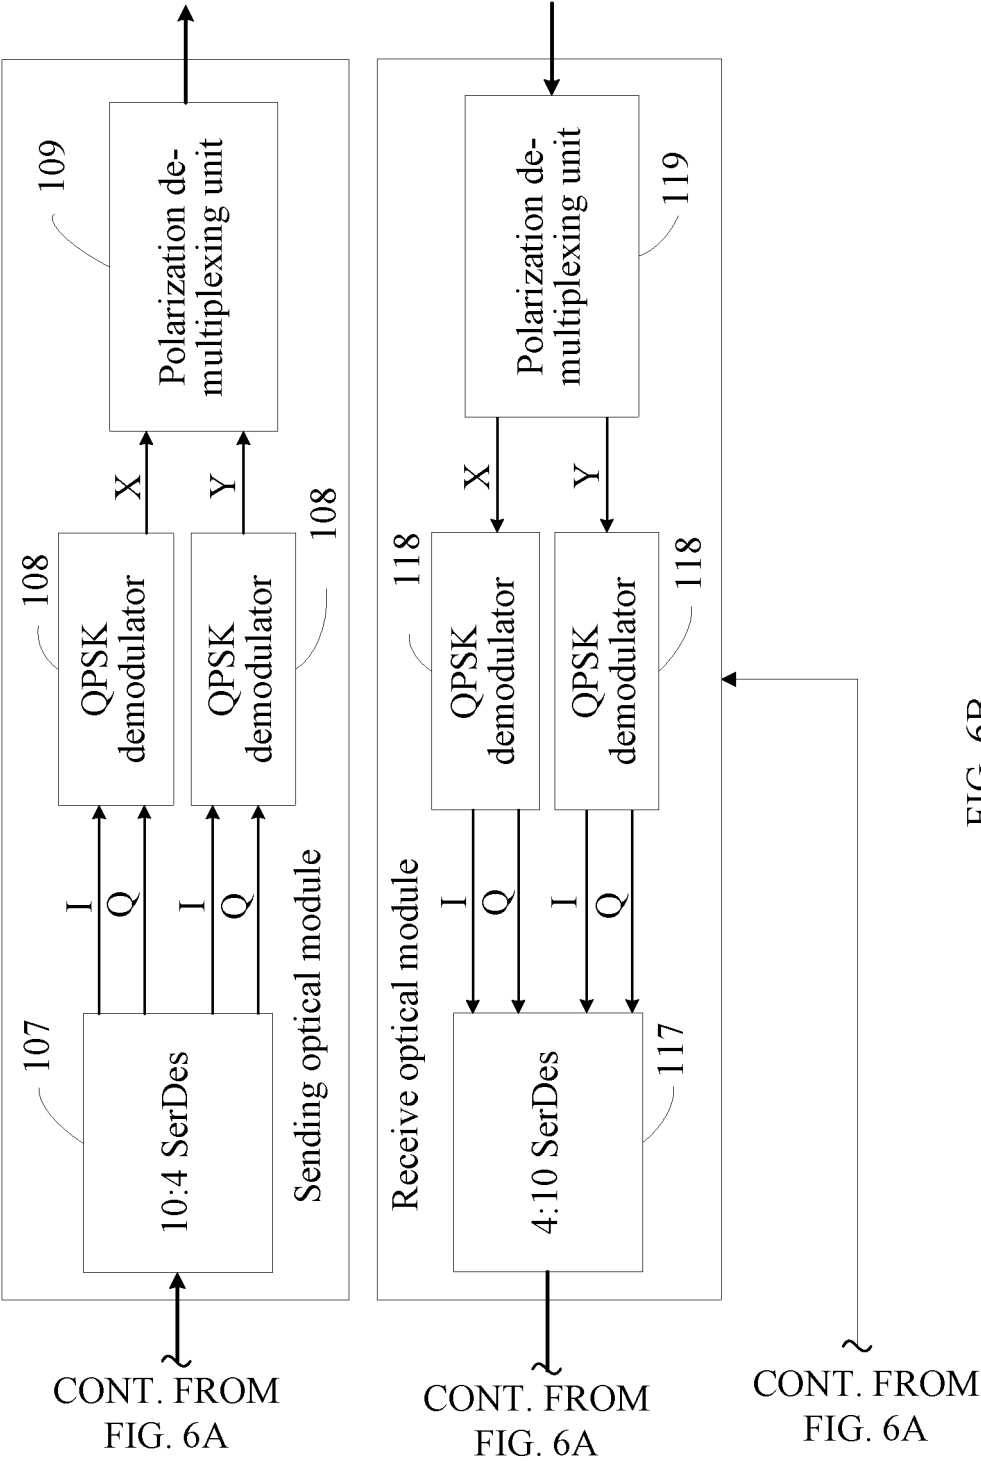 109
Polarization de-
multiplexing unit
X
Y
108
QPSK
demodulator
108
QPSK
demodulator
I
Q
I
Q
107
10:4 SerDes
Sending optical module
CONT. FROM
FIG. 6A
119
Polarization de-
multiplexing unit
X
Y
118
QPSK
demodulator
118
QPSK
demodulator
I
Q
I
Q
Receive optical module
117
4:10 SerDes
CONT. FROM
FIG. 6A
CONT. FROM
FIG. 6A
FIG. 6B